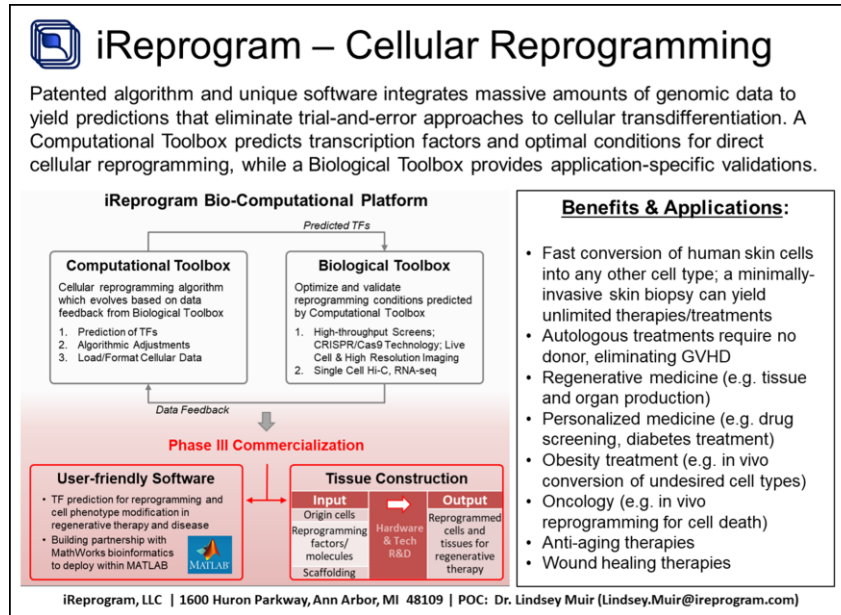 iReprogram – Cellular Reprogramming
Patented algorithm and unique software integrates massive amounts of genomic data to
yield predictions that eliminate trial-and-error approaches to cellular transdifferentiation. A
Computational Toolbox predicts transcription factors and optimal conditions for direct
cellular reprogramming, while a Biological Toolbox provides application-specific validations.
iReprogram Bio-Computational Platform
Predicted TFs
Computational Toolbox
Cellular reprogramming algorithm
which evolves based on data
feedback from Biological Toolbox
1. Prediction of TFs
2. Algorithmic Adjustments
3. Load/Format Cellular Data
Biological Toolbox
Optimize and validate
reprogramming conditions predicted
by Computational Toolbox
1. High-throughput Screens;
CRISPR/Cas9 Technology; Live
Cell & High Resolution Imaging
2. Single Cell Hi-C, RNA-seq
Data Feedback
Phase III Commercialization
User-friendly Software
• TF prediction for reprogramming and
cell phenotype modification in
regenerative therapy and disease
• Building partnership with
MathWorks bioinformatics
to deploy within MATLAB
MATLAB
Tissue Construction
Input
Origin cells
Reprogramming
factors/
molecules
Scaffolding
Hardware
& Tech
R&D
Output
Reprogrammed
cells and
tissues for
regenerative
therapy
Benefits & Applications:
• Fast conversion of human skin cells
into any other cell type; a minimally-
invasive skin biopsy can yield
unlimited therapies/treatments
• Autologous treatments require no
donor, eliminating GVHD
• Regenerative medicine (e.g. tissue
and organ production)
• Personalized medicine (e.g. drug
screening, diabetes treatment)
• Obesity treatment (e.g. in vivo
conversion of undesired cell types)
• Oncology (e.g. in vivo
reprogramming for cell death)
• Anti-aging therapies
• Wound healing therapies
iReprogram, LLC | 1600 Huron Parkway, Ann Arbor, MI 48109 | POC: Dr. Lindsey Muir (Lindsey.Muir@ireprogram.com)